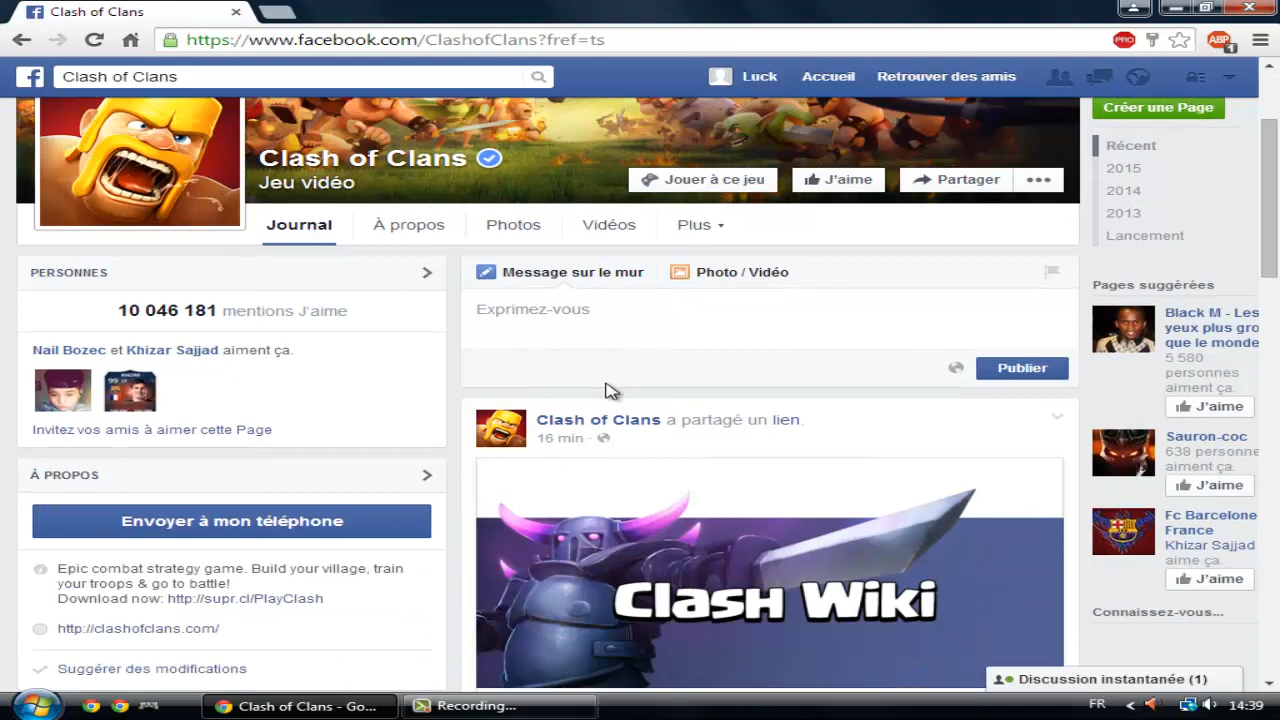 Clash of Clans
https://www.facebook.com/ClashofClans?fref=ts
PRO
ABP
1
Clash of Clans
Luck
Accueil
Retrouver des amis
Créer une Page
Clash of Clans
Jeu vidéo
Jouer à ce jeu
J'aime
Partager
Récent
2015
2014
2013
Lancement
Journal
À propos
Photos
Vidéos
Plus
PERSONNES
10 046 181 mentions J'aime
Nail Bozec et Khizar Sajjad aiment ça.
99
Invitez vos amis à aimer cette Page
À PROPOS
Envoyer à mon téléphone
Epic combat strategy game. Build your village, train
your troops & go to battle!
Download now: http://supr.cl/PlayClash
http://clashofclans.com/
Suggérer des modifications
Message sur le mur
Photo / Vidéo
Exprimez-vous
Publier
Clash of Clans a partagé un lien.
16 min
Clash Wiki
Pages suggérées
Black M - Les
yeux plus gro
que le monde
5 580
personnes
aiment ça.
J'aime
Sauron-coc
638 personne
aiment ça.
J'aime
Fc Barcelone
France
Khizar Sajjad
aime ça.
J'aime
Connaissez-vous...
Discussion instantanée (1)
Clash of Clans - Go...
Recording...
FR
14:39